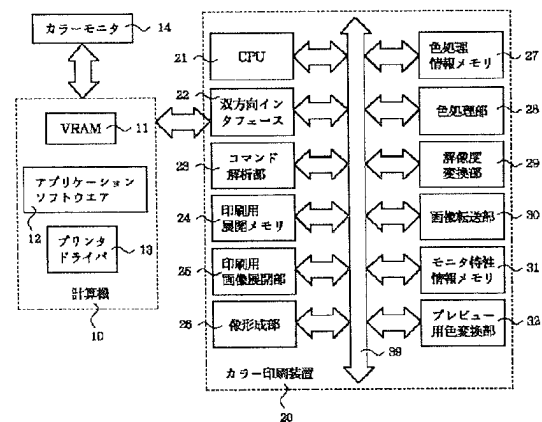 カラーモニタ
14
VRAM
11
アプリケーション
ソフトウエア
12
プリンタ
ドライバ
13
計算機
10
21
CPU
22
双方向イン
タフェース
23
コマンド
解析部
24
印刷用
展開メモリ
25
印刷用
画像展開部
26
像形成部
色処理
情報メモリ
27
色処理部
28
解像度
変換部
29
画像転送部
30
モニタ特性
情報メモリ
31
プレビュー
用色変換部
32
39
カラー印刷装置
20